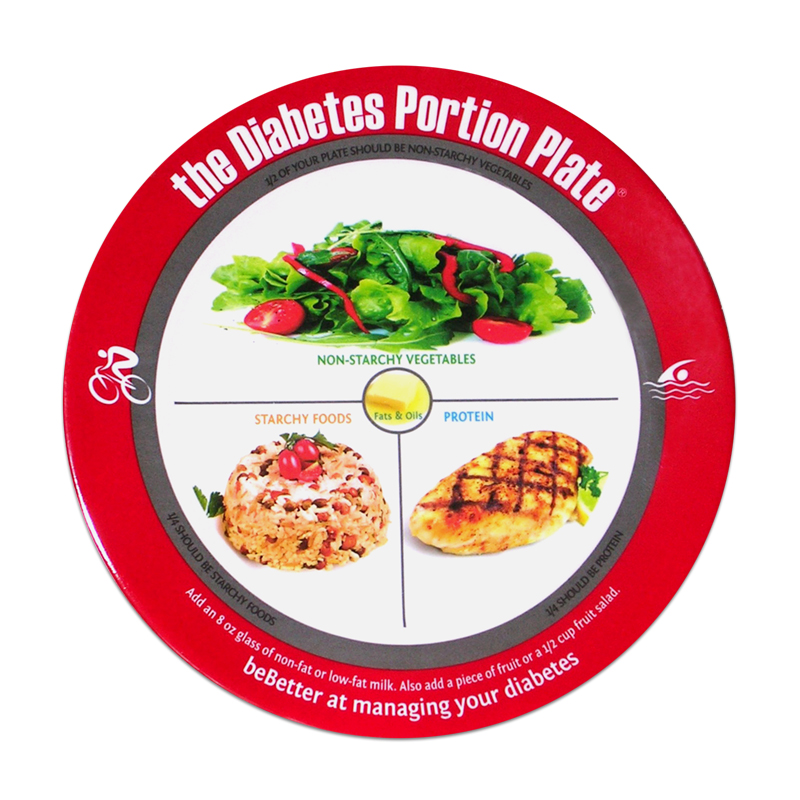 the Diabetes Portion Plate®
1/2 OF YOUR PLATE SHOULD BE NON-STARCHY VEGETABLES
NON-STARCHY VEGETABLES
Fats & Oils
STARCHY FOODS
PROTEIN
1/4 SHOULD BE STARCHY FOODS
1/4 SHOULD BE PROTEIN
Add an 8 oz glass of non-fat or low-fat milk. Also add a piece of fruit or a 1/2 cup fruit salad.
beBetter at managing your diabetes